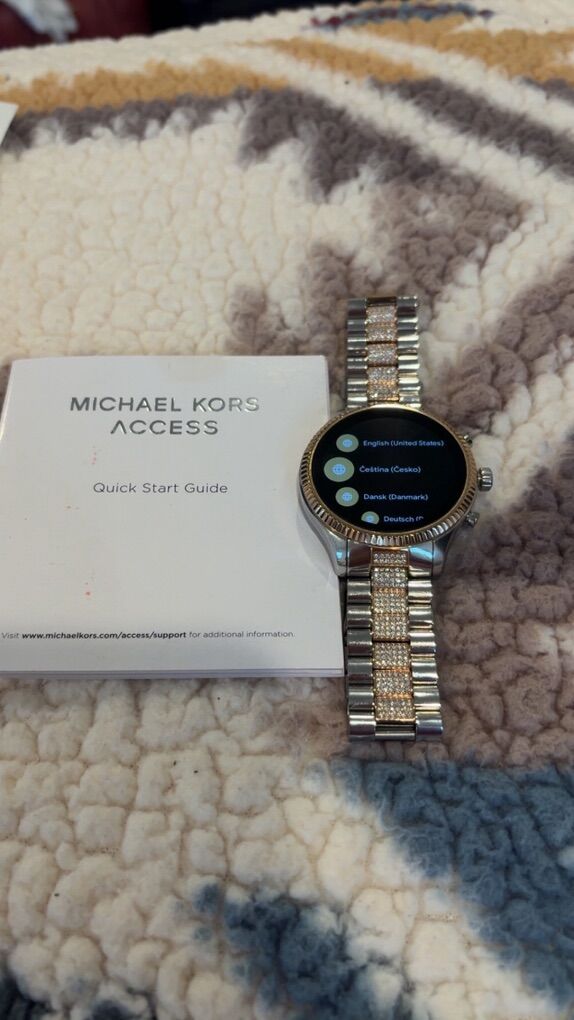 MICHAEL KORS
ACCESS
Quick Start Guide
Visit www.michaelkors.com/access/support for additional information.
English (United States)
Čeština (Česko)
Dansk (Danmark)
Deutsch